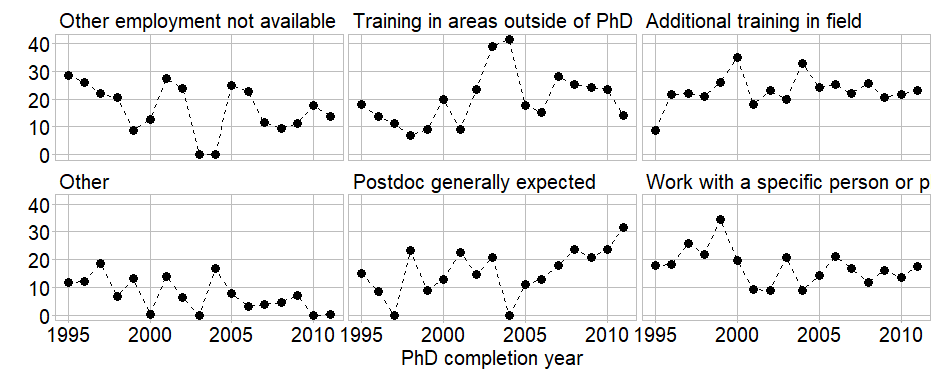 Other employment not available Training in areas outside of PhD Additional training in field
40
30
20
10
0
Other Postdoc generally expected Work with a specific person or p
40
30
20
10
0
1995 2000 2005 2010 1995 2000 2005 2010 1995 2000 2005 2010
PhD completion year